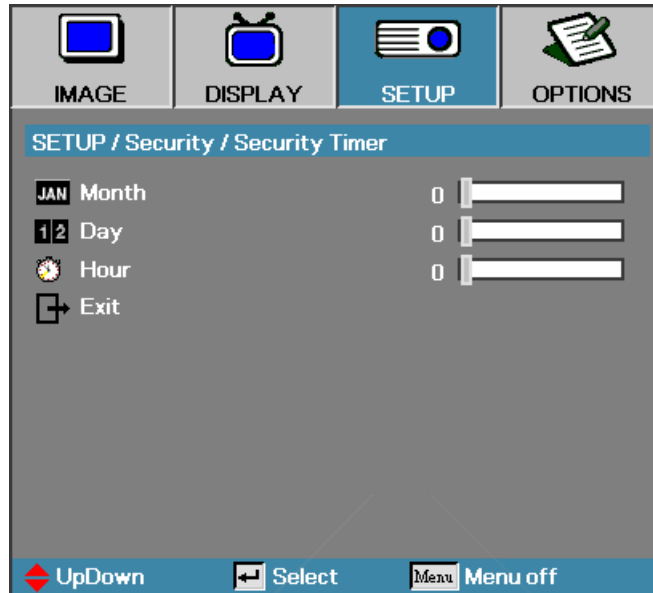 IMAGE DISPLAY SETUP OPTIONS
SETUP / Security / Security Timer
JAN Month 0
12 Day 0
Hour 0
Exit
UpDown Select Menu Menu off